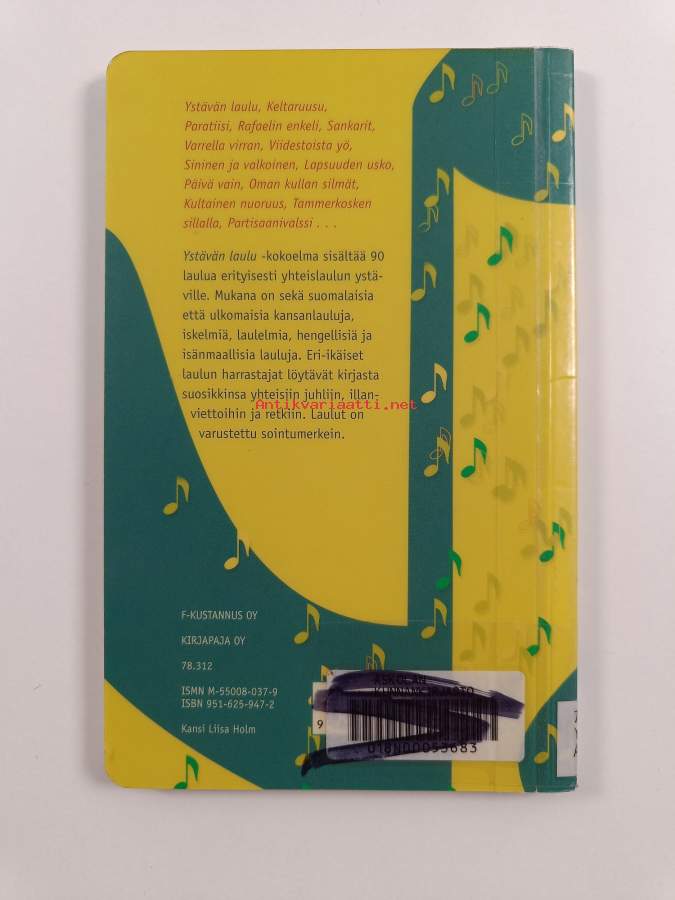 Ystävän laulu, Keltaruusu,
Paratiisi, Rafaelin enkeli, Sankarit,
Varrella virran, Viidestoista yö,
Sininen ja valkoinen, Lapsuuden usko,
Päivä vain, Oman kullan silmät,
Kultainen nuoruus, Tammerkosken
sillalla, Partisaanivalssi . . .
Ystävän laulu -kokoelma sisältää 90
laulua erityisesti yhteislaulun ystä-
ville. Mukana on sekä suomalaisia
että ulkomaisia kansanlauluja,
iskelmiä, laulelmia, hengellisiä ja
isänmaallisia lauluja. Eri-ikäiset
laulun harrastajat löytävät kirjasta
suosikkinsa yhteisiin juhliin, illan-
Antikvariaatti.net
viettoihin ja retkiin. Laulut on
varustettu sointumerkein.
F-KUSTANNUS OY
KIRJAPAJA OY
78.312
ISMN M-55008-037-9
ISBN 951-625-947-2
Kansi Liisa Holm
ASKOLAN
9